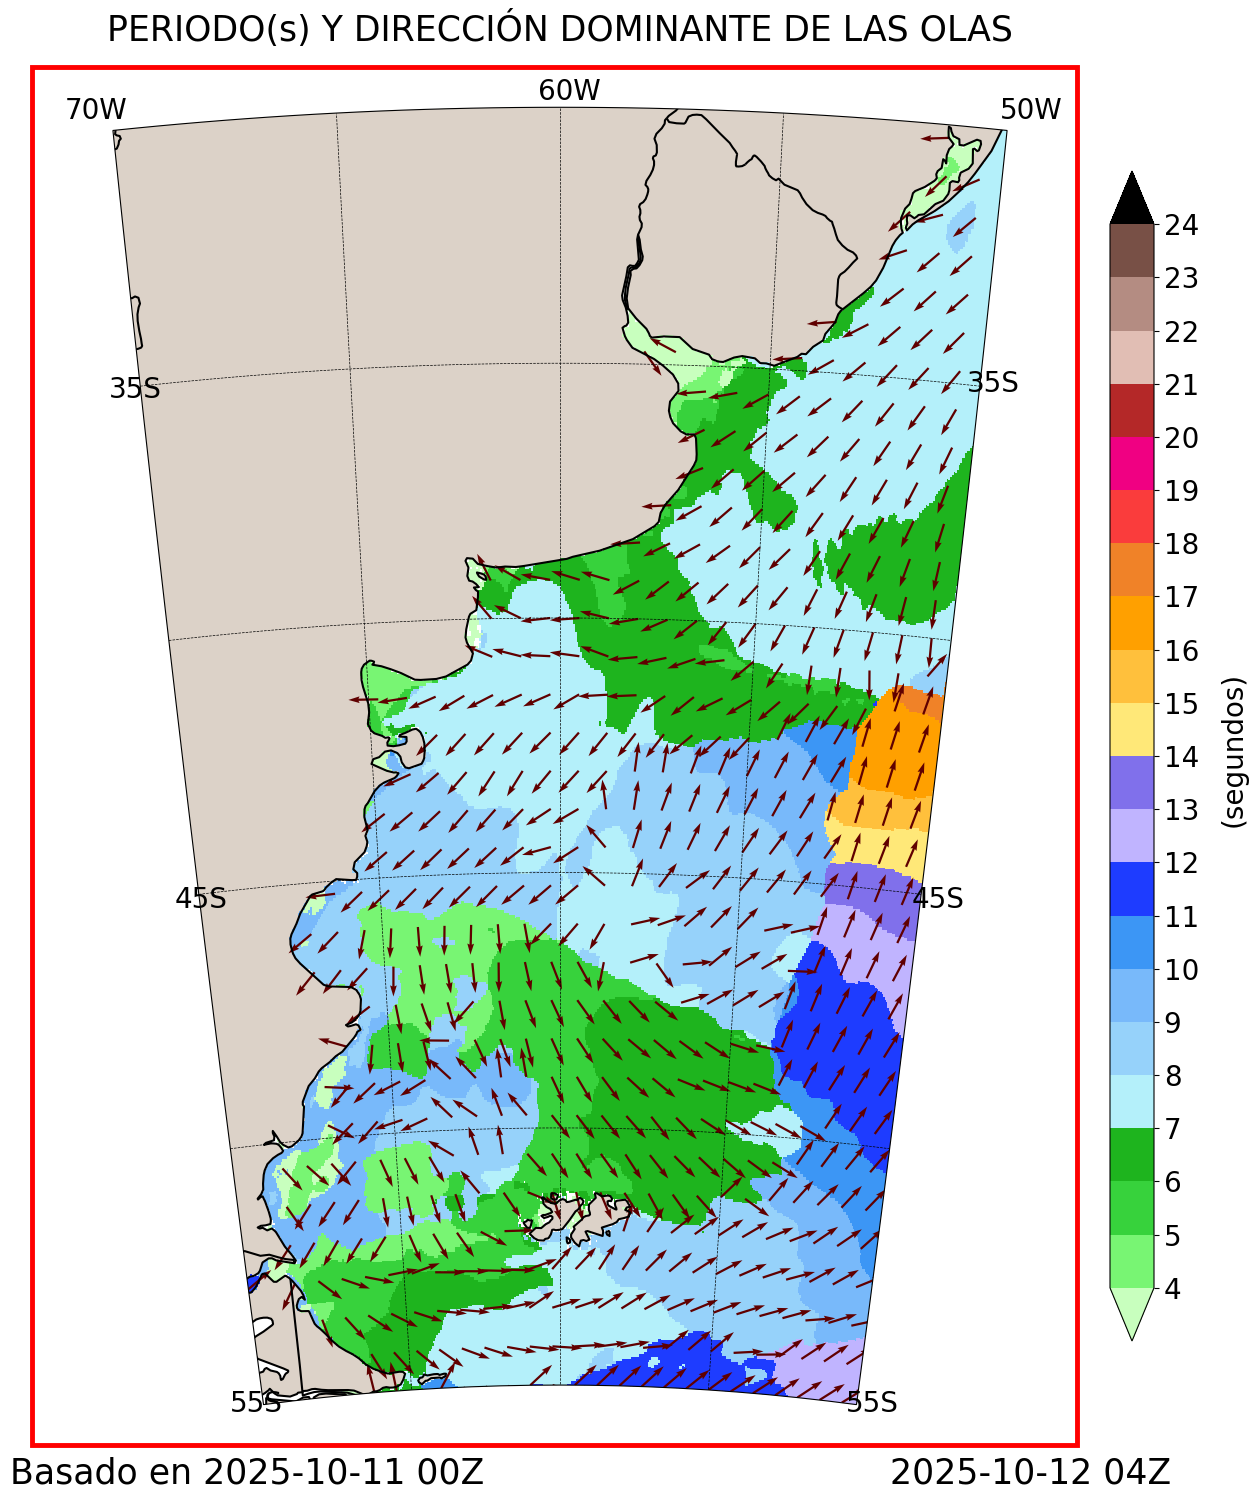 PERIODO(s) Y DIRECCIÓN DOMINANTE DE LAS OLAS
70W
60W
50W
35S
35S
45S
45S
55S
55S
24
23
22
21
20
19
18
17
16
15
14
13
12
11
10
9
8
7
6
5
4
(segundos)
Basado en 2025-10-11 00Z
2025-10-12 04Z